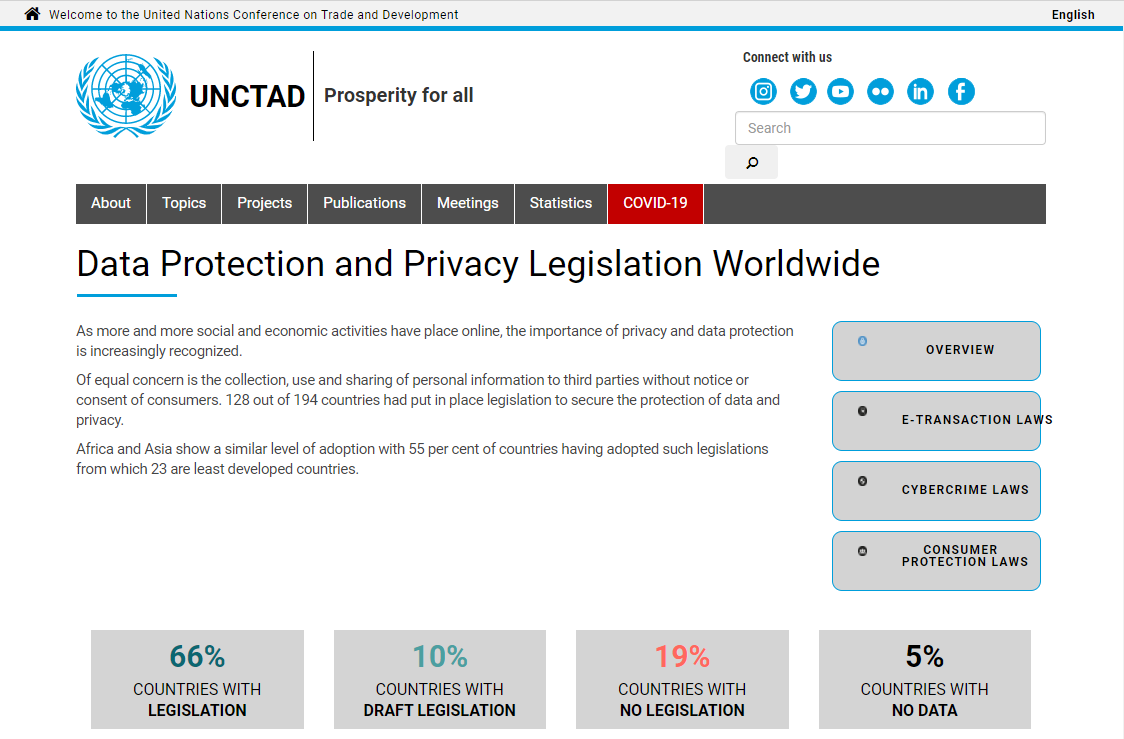 Welcome to the United Nations Conference on Trade and Development
English
Connect with us
UNCTAD
Prosperity for all
Search
About
Topics
Projects
Publications
Meetings
Statistics
COVID-19
Data Protection and Privacy Legislation Worldwide
As more and more social and economic activities have place online, the importance of privacy and data protection
is increasingly recognized.
Of equal concern is the collection, use and sharing of personal information to third parties without notice or
consent of consumers. 128 out of 194 countries had put in place legislation to secure the protection of data and
privacy.
Africa and Asia show a similar level of adoption with 55 per cent of countries having adopted such legislations
from which 23 are least developed countries.
OVERVIEW
E-TRANSACTION LAWS
CYBERCRIME LAWS
CONSUMER
PROTECTION LAWS
66%
COUNTRIES WITH
LEGISLATION
10%
COUNTRIES WITH
DRAFT LEGISLATION
19%
COUNTRIES WITH
NO LEGISLATION
5%
COUNTRIES WITH
NO DATA